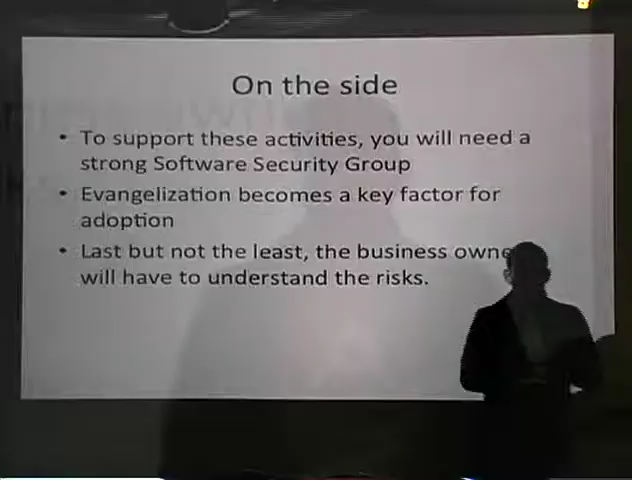 On the side
• To support these activities, you will need a
strong Software Security Group
• Evangelization becomes a key factor for
adoption
• Last but not the least, the business owne
will have to understand the risks.